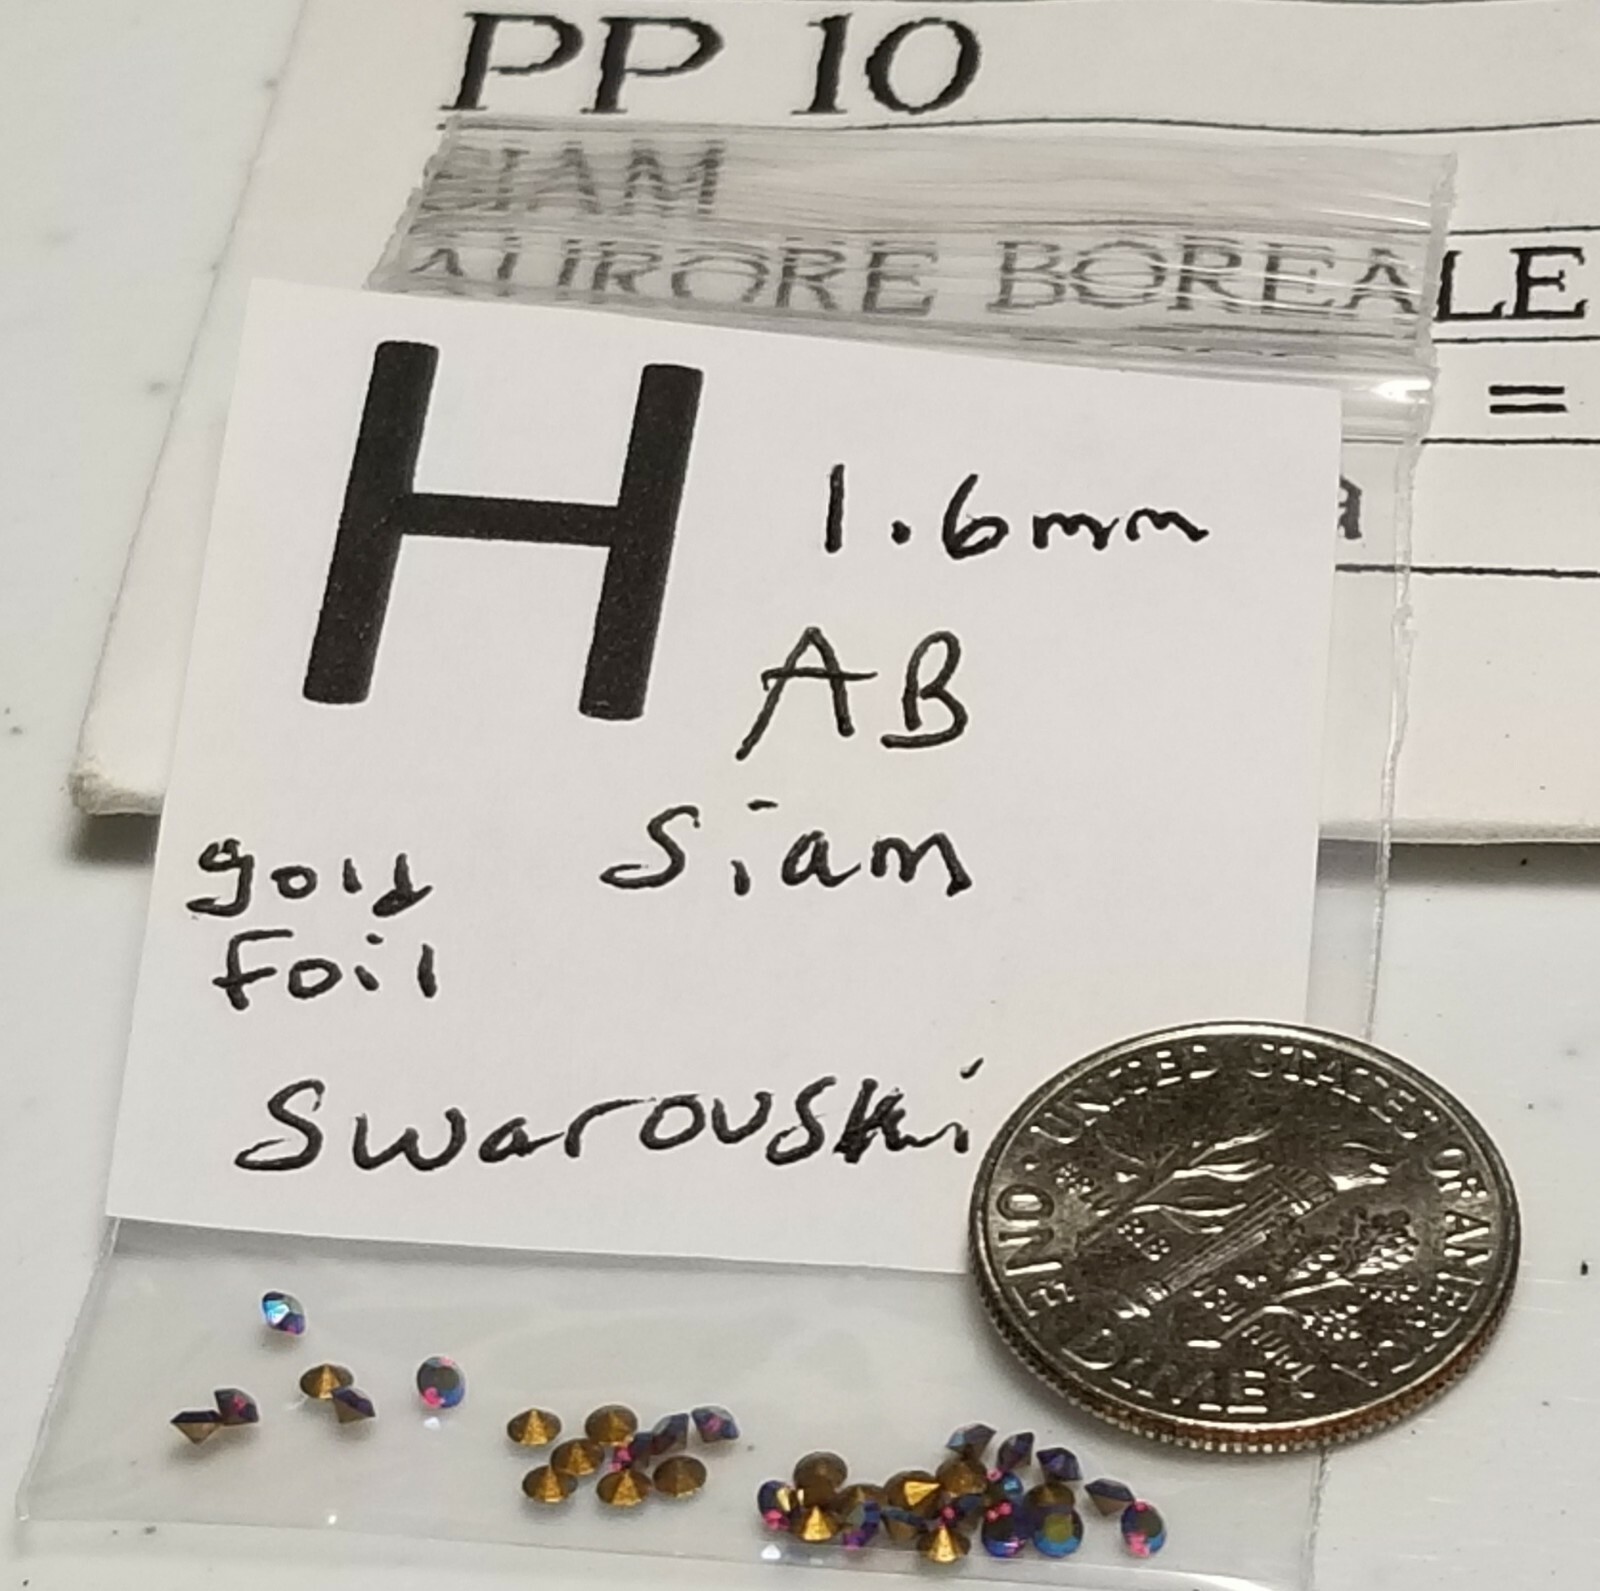 PP 10
SIAM
AURORE BOREALE
=
H
1.6mm
AB
Siam
gold
Foil
Swarovski
UNITED STATES OF AMERICA
ONE DIME